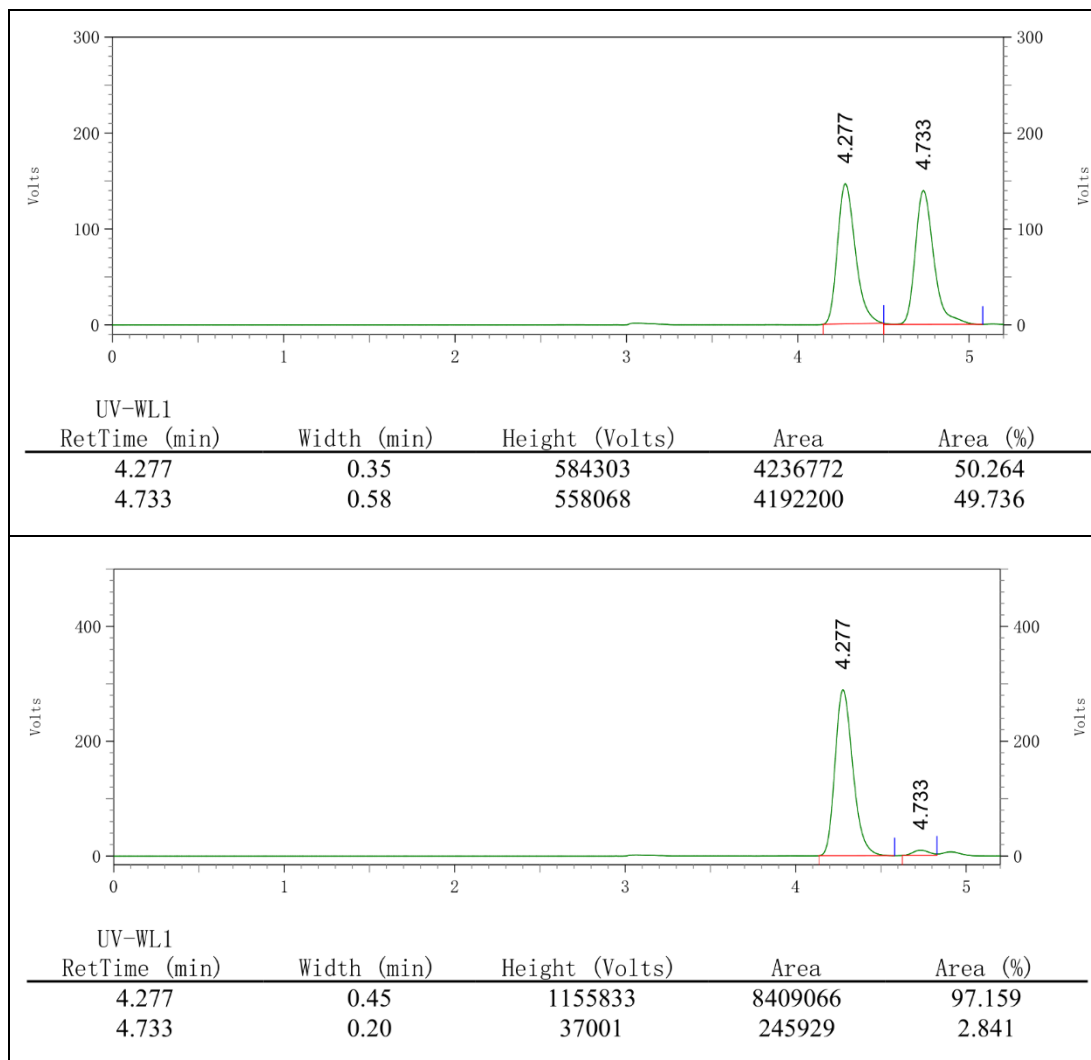 300
300
200
200
100
100
0
0
Volts
Volts
4.277
4.733
0 1 2 3 4 5
UV-WL1
RetTime (min) Width (min) Height (Volts) Area Area (%)
4.277 0.35 584303 4236772 50.264
4.733 0.58 558068 4192200 49.736
400
400
200
200
0
0
Volts
Volts
4.277
4.733
0 1 2 3 4 5
UV-WL1
RetTime (min) Width (min) Height (Volts) Area Area (%)
4.277 0.45 1155833 8409066 97.159
4.733 0.20 37001 245929 2.841